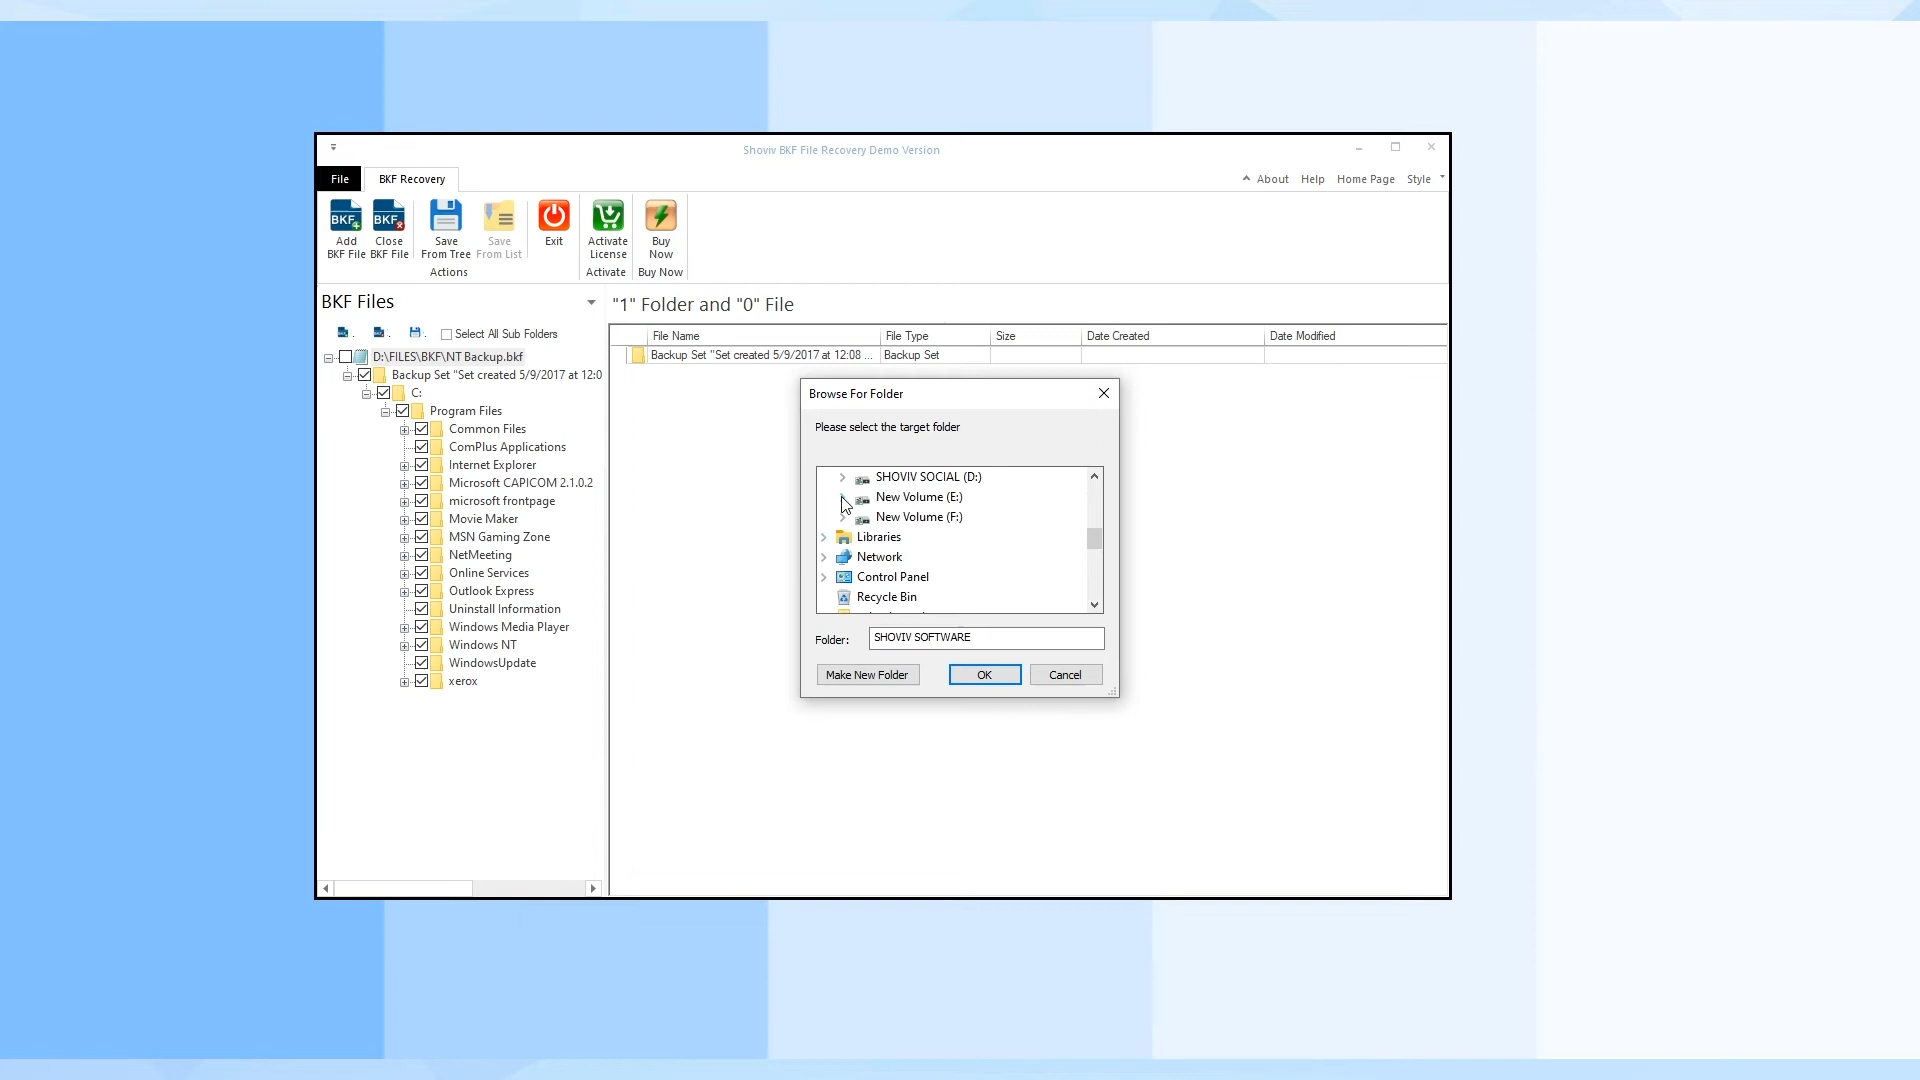 Shoviv BKF File Recovery Demo Version
File
BKF Recovery
About
Help
Home Page
Style
BKF
BKF
Add
BKF File
Close
BKF File
Save
From Tree
Save
From List
Exit
Activate
License
Buy
Now
Actions
Activate
Buy Now
BKF Files
"1" Folder and "0" File
Select All Sub Folders
File Name
File Type
Size
Date Created
Date Modified
Backup Set "Set created 5/9/2017 at 12:08 ...
Backup Set
D:\FILES\BKF\NT Backup.bkf
Backup Set "Set created 5/9/2017 at 12:0
C:
Program Files
Common Files
ComPlus Applications
Internet Explorer
Microsoft CAPICOM 2.1.0.2
microsoft frontpage
Movie Maker
MSN Gaming Zone
NetMeeting
Online Services
Outlook Express
Uninstall Information
Windows Media Player
Windows NT
WindowsUpdate
xerox
Browse For Folder
Please select the target folder
SHOVIV SOCIAL (D:)
New Volume (E:)
New Volume (F:)
Libraries
Network
Control Panel
Recycle Bin
Folder:
SHOVIV SOFTWARE
Make New Folder
OK
Cancel